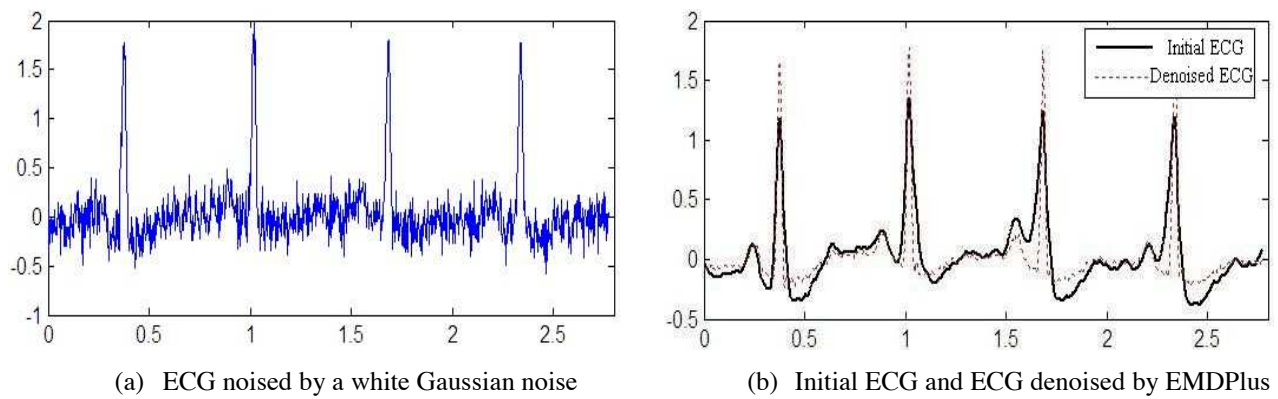 2
1.5
1
0.5
0
-0.5
-1
0 0.5 1 1.5 2 2.5
2
1.5
1
0.5
0
-0.5
0 0.5 1 1.5 2 2.5
Initial ECG
Denoised ECG
(a) ECG noised by a white Gaussian noise
(b) Initial ECG and ECG denoised by EMDPlus